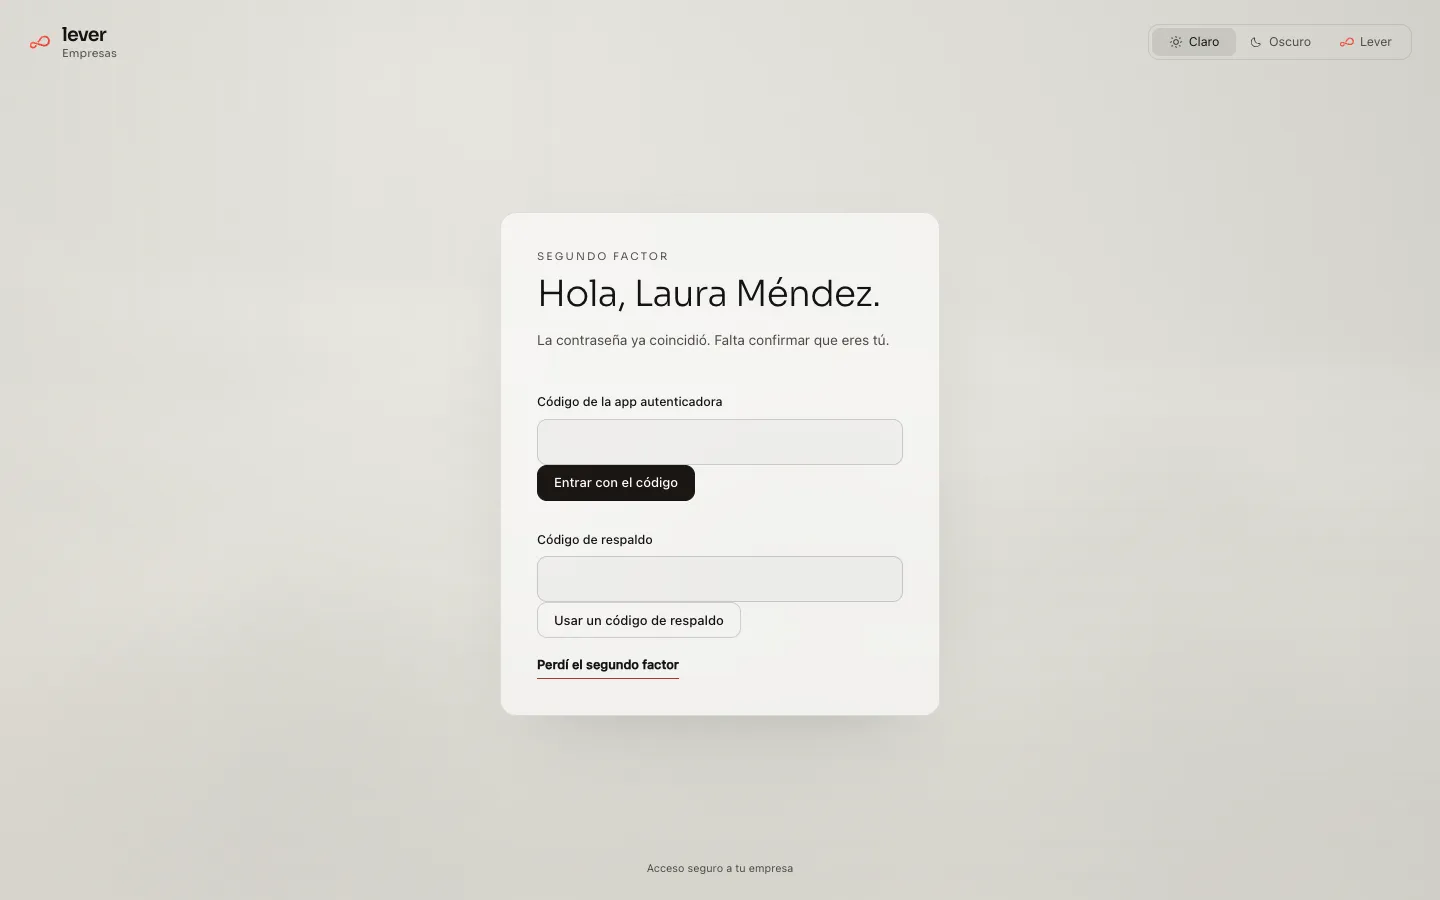 lever
Empresas
Claro
Oscuro
Lever
SEGUNDO FACTOR
Hola, Laura Méndez.
La contraseña ya coincidió. Falta confirmar que eres tú.
Código de la app autenticadora
Entrar con el código
Código de respaldo
Usar un código de respaldo
Perdí el segundo factor
Acceso seguro a tu empresa